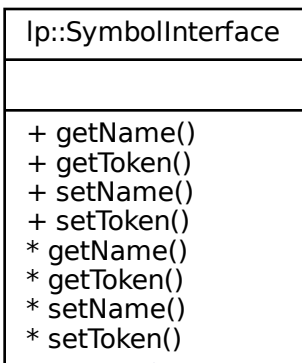 lp::SymbolInterface
+ getName()
+ getToken()
+ setName()
+ setToken()
* getName()
* getToken()
* setName()
* setToken()